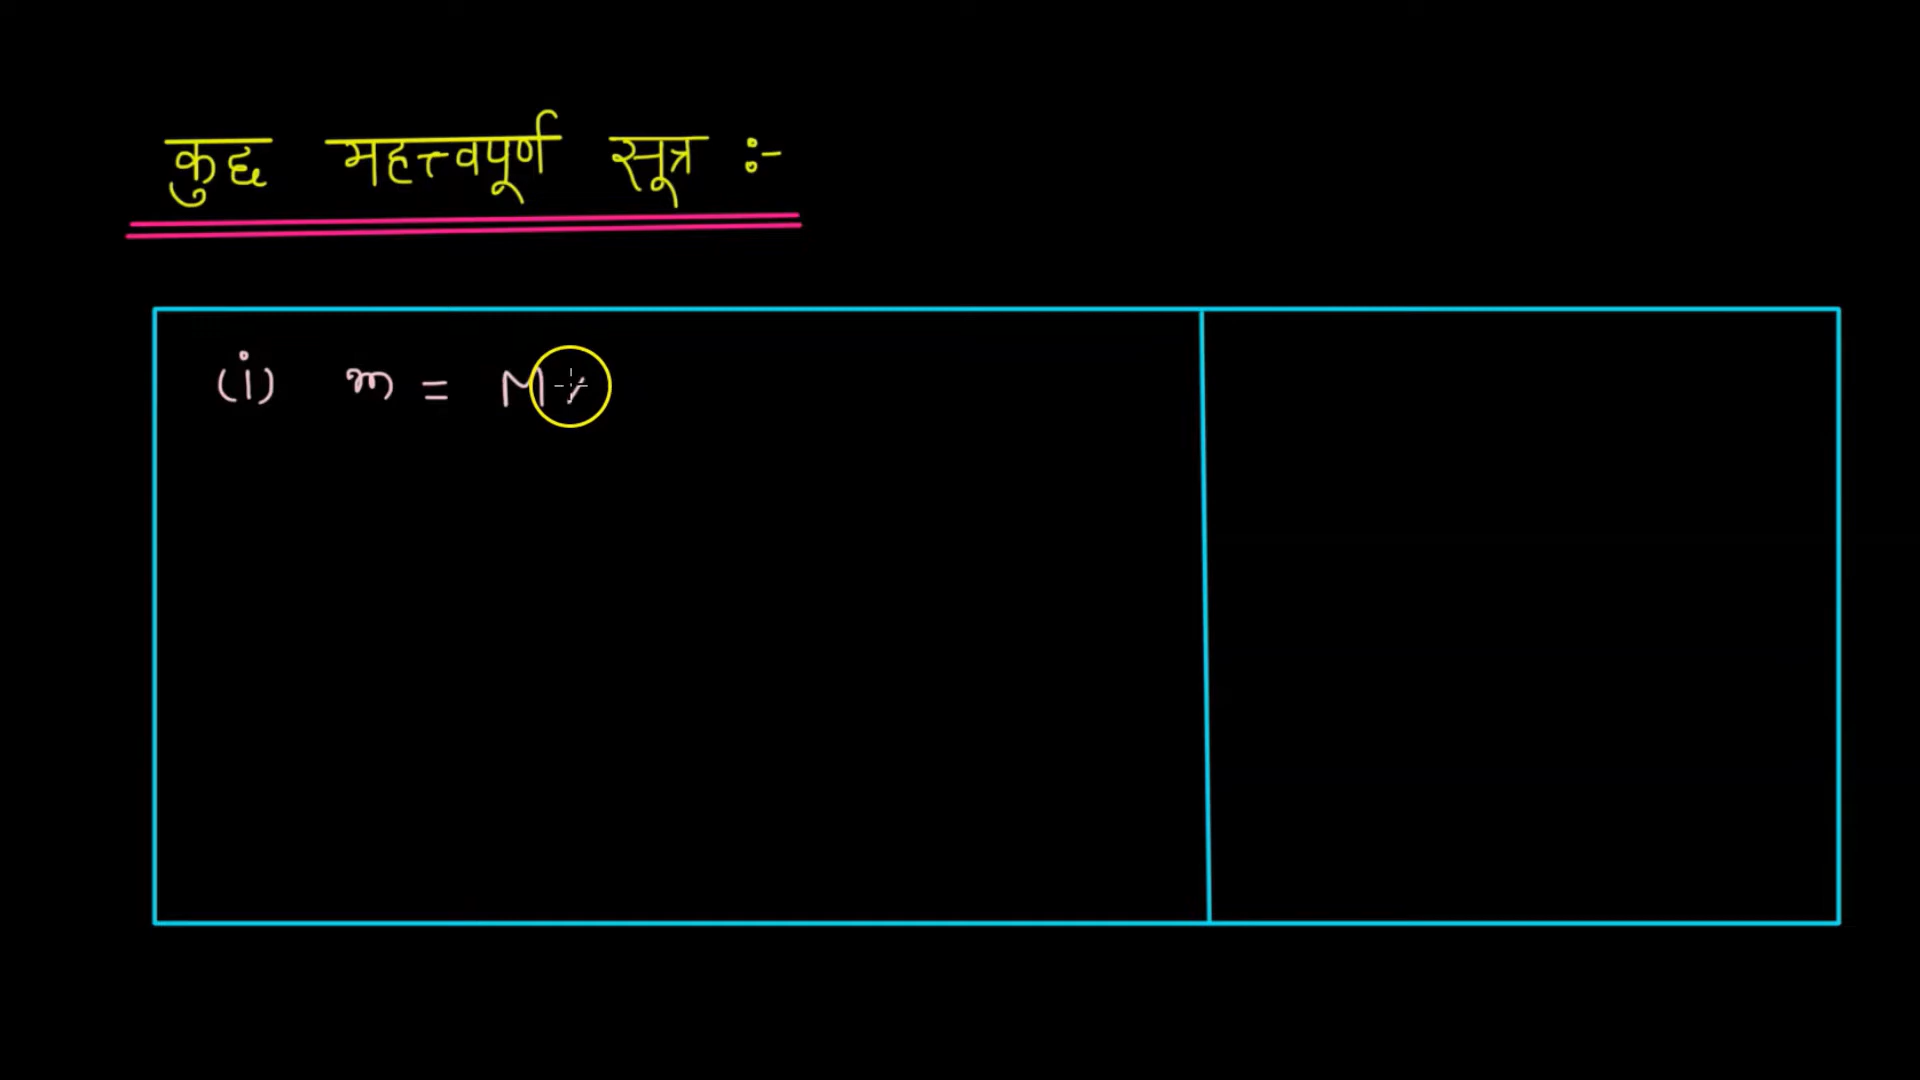 कुछ महत्त्वपूर्ण सूत्र :-
(i) m = M